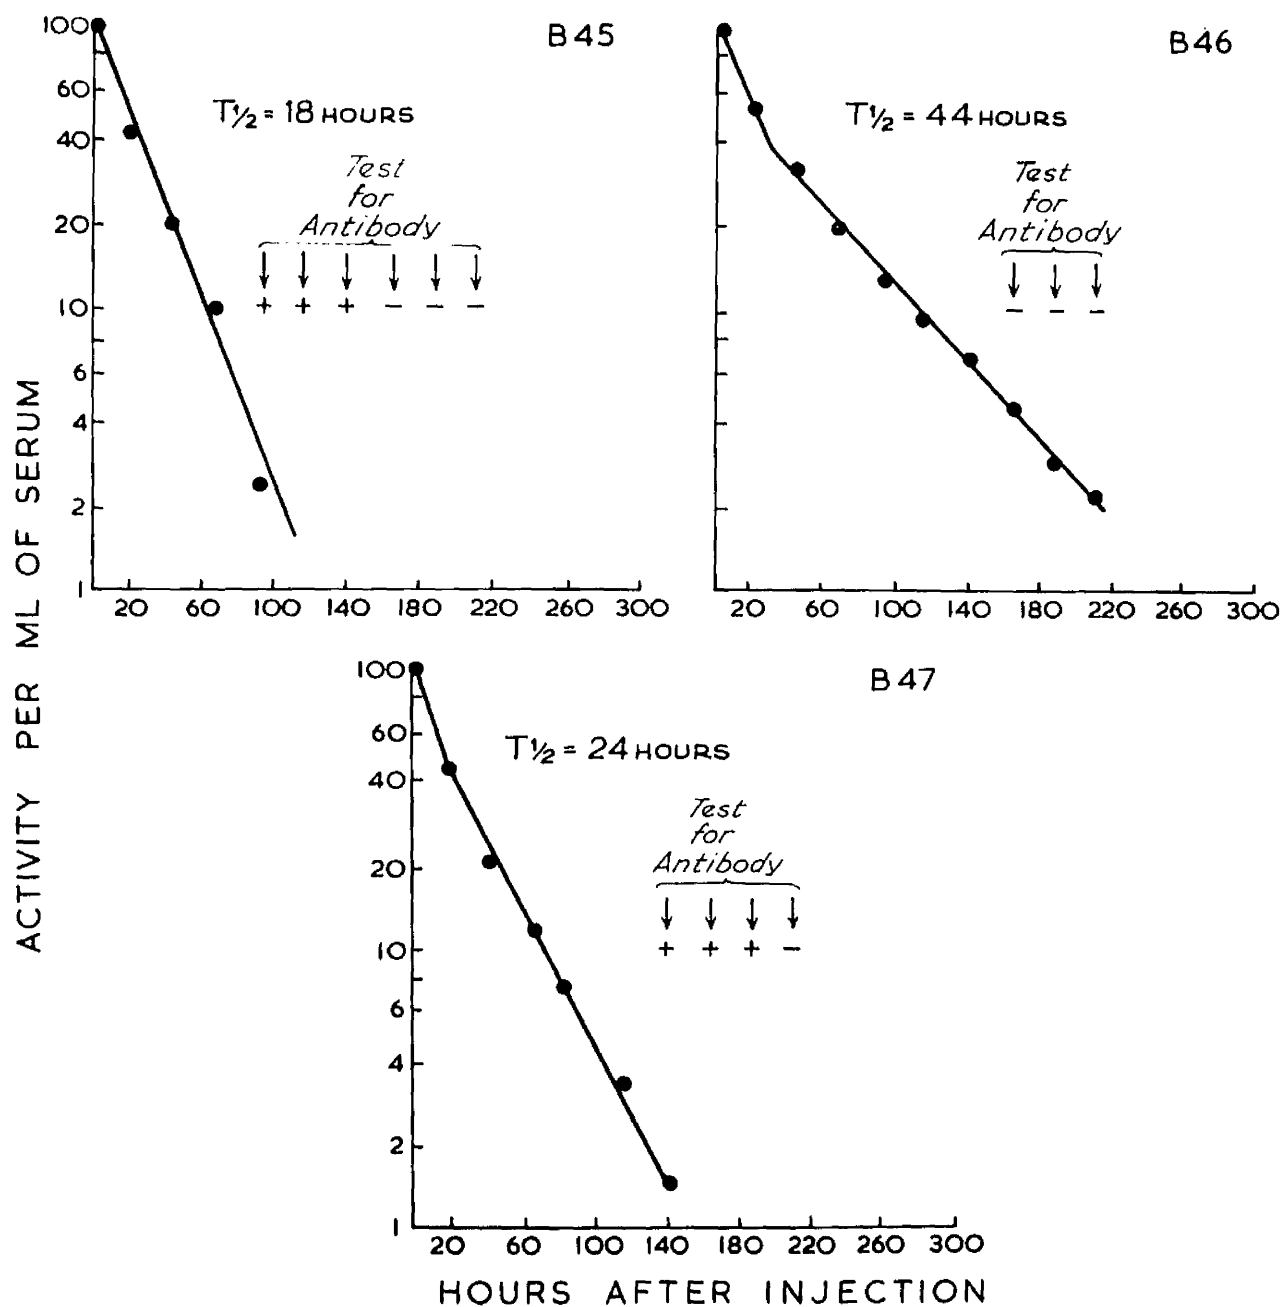 B45
T½ = 18 HOURS
Test
for
Antibody
+ + + – – –
100
60
40
20
10
6
4
2
1
20 60 100 140 180 220 260 300
B46
T½ = 44 HOURS
Test
for
Antibody
– – –
20 60 100 140 180 220 260 300
B47
T½ = 24 HOURS
Test
for
Antibody
+ + + –
100
60
40
20
10
6
4
2
1
20 60 100 140 180 220 260 300
ACTIVITY PER ML OF SERUM
HOURS AFTER INJECTION